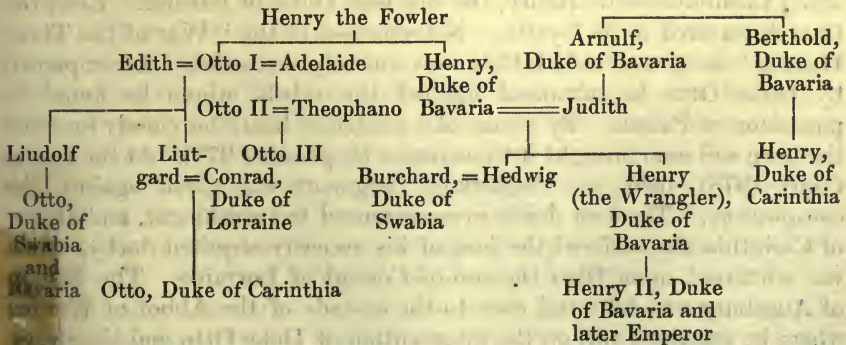 Henry the Fowler
Arnulf, Berthold,
Edith=Otto I=Adelaide Henry, Duke of Bavaria Duke of
Duke of Bavaria
Otto II=Theophano Bavaria=Judith
Liudolf Liut- Otto III Henry Henry,
gard=Conrad, Burchard,=Hedwig (the Wrangler), Duke of
Otto, Duke of Duke of Duke of Carinthia
Duke of Lorraine Swabia Bavaria
Swabia
and
Bavaria Otto, Duke of Carinthia Henry II, Duke
of Bavaria and
later Emperor